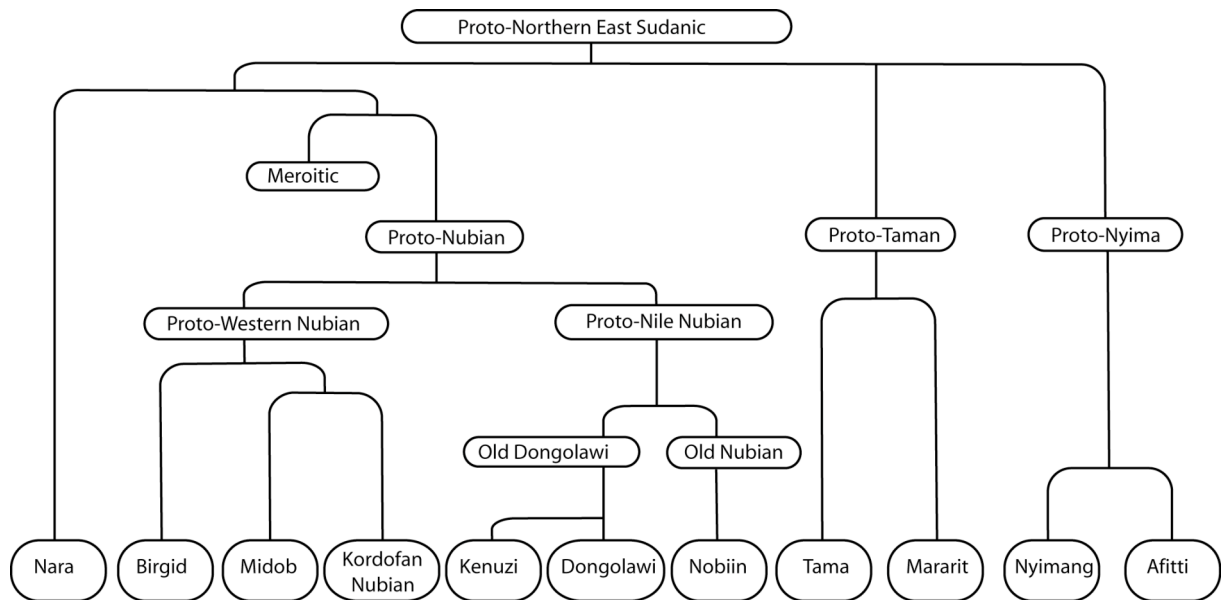 Proto-Northern East Sudanic
Meroitic
Proto-Nubian
Proto-Taman
Proto-Nyima
Proto-Western Nubian
Proto-Nile Nubian
Old Dongolawi
Old Nubian
Nara
Birgid
Midob
Kordofan
Nubian
Kenuzi
Dongolawi
Nobiin
Tama
Mararit
Nyimang
Afitti